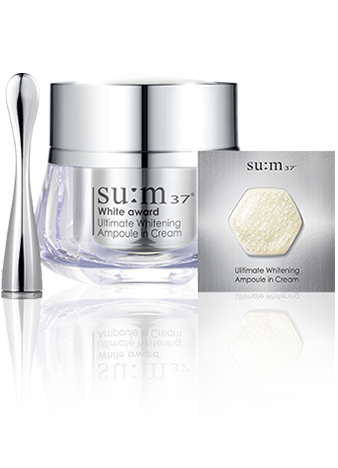 su:m37°
White award
Ultimate Whitening
Ampoule in Cream
su:m37°
Ultimate Whitening
Ampoule in Cream